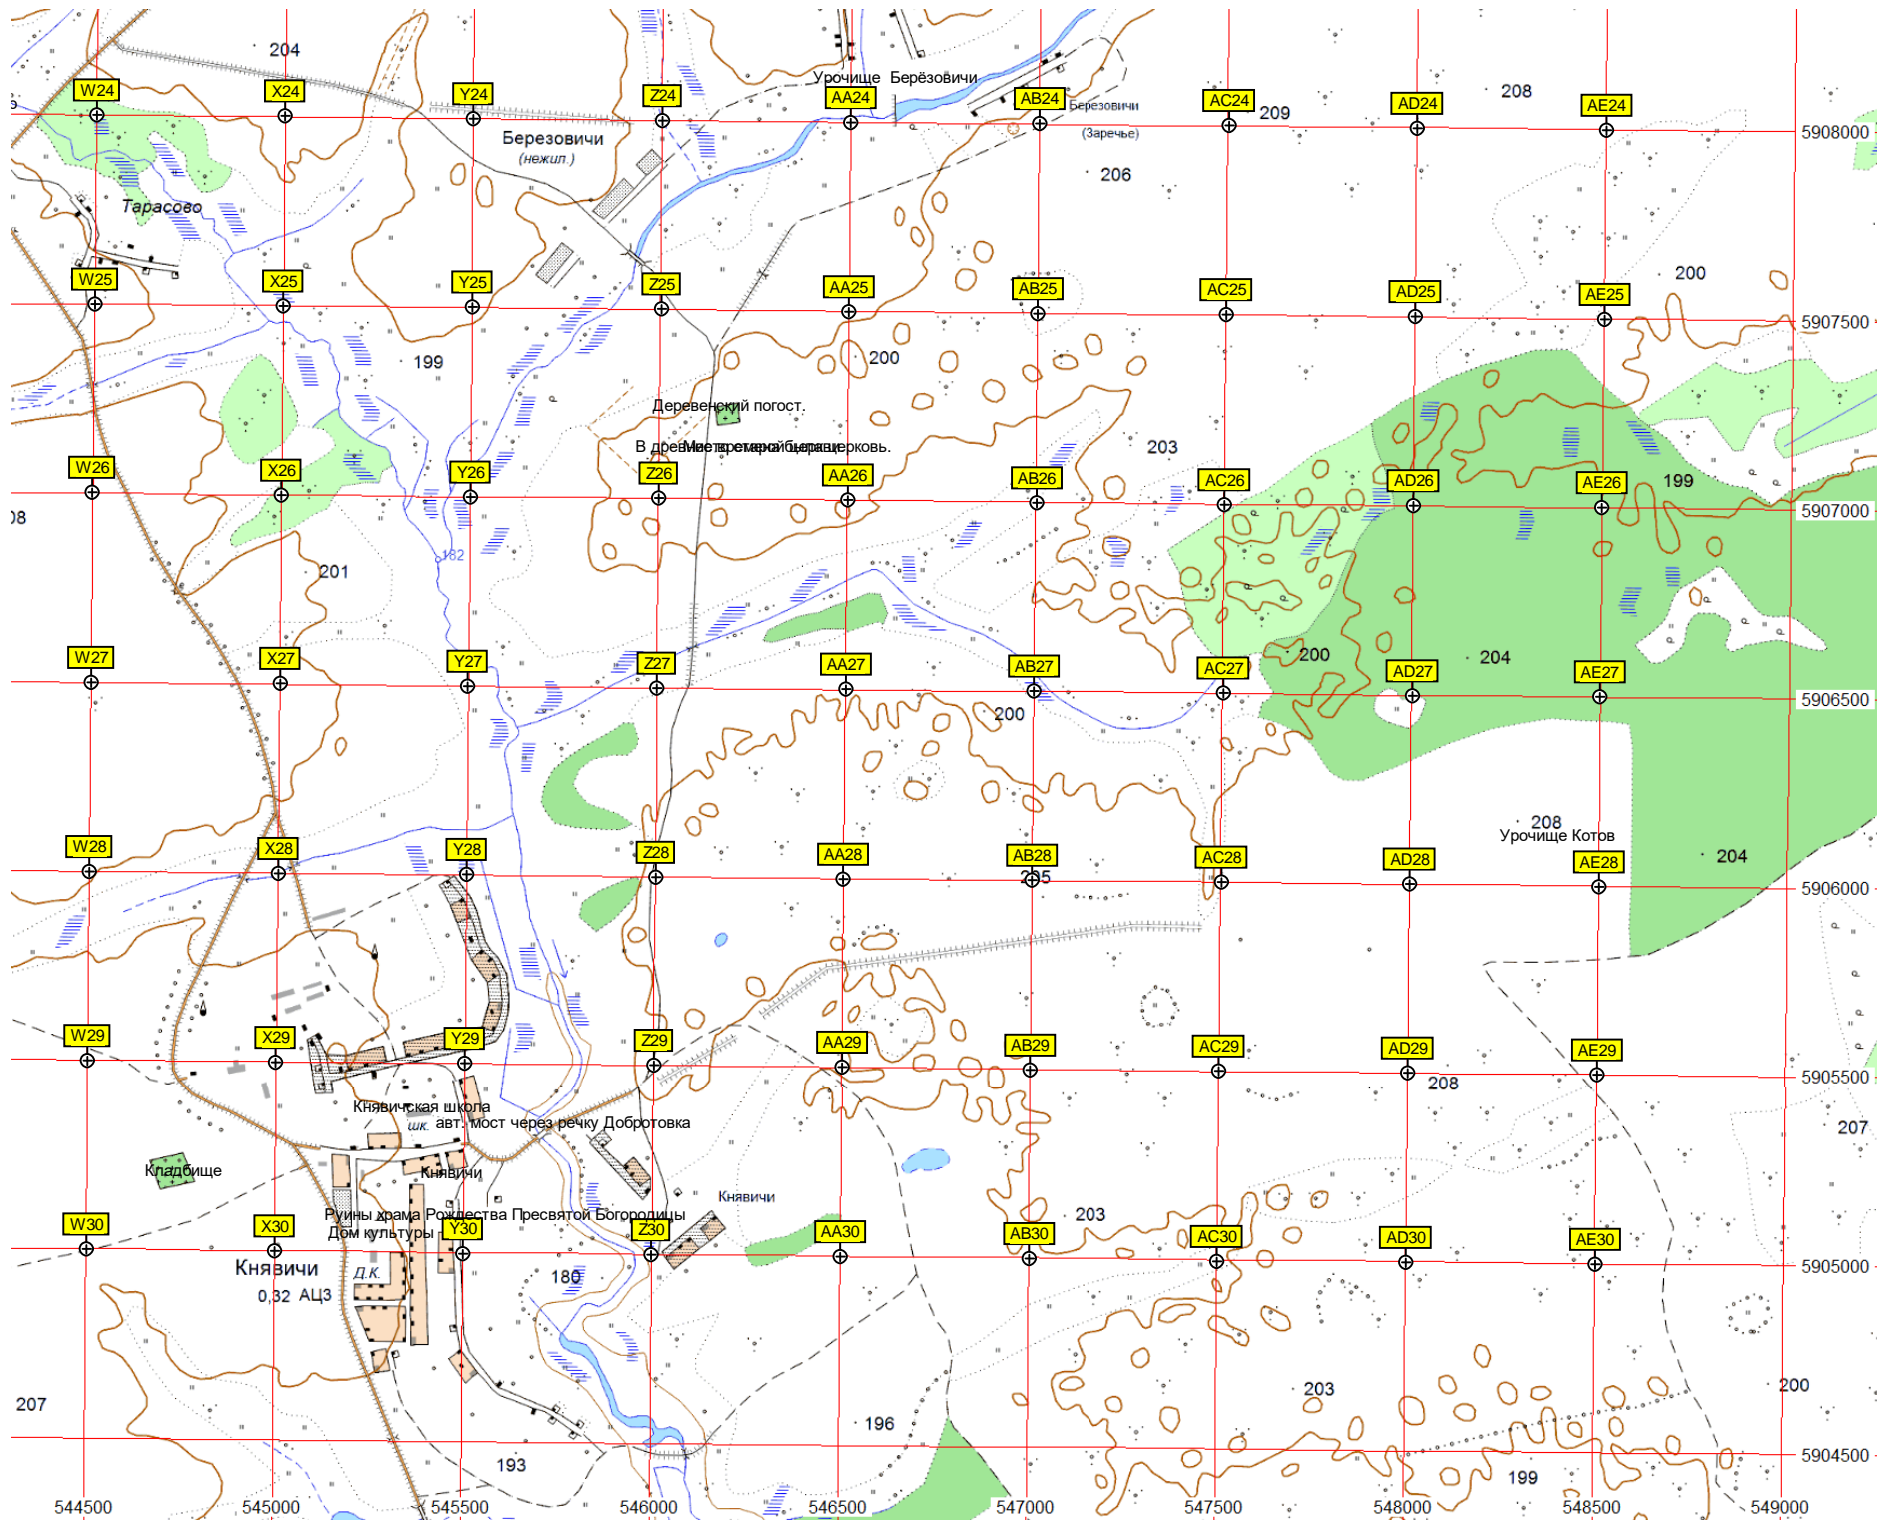 204
Урочище Берёзовичи
208
W24 X24 Y24 Z24 AA24 AB24 AC24 AD24 AE24
Березовичи
(Заречье)
209
5908000
Березовичи
(нежил.)
206
Тарасово
200
W25 X25 Y25 Z25 AA25 AB25 AC25 AD25 AE25
5907500
199
200
Деревенский погост.
203
W26 X26 Y26 Z26 AA26 AB26 AC26 AD26 AE26
199
08
5907000
182
201
200
204
W27 X27 Y27 Z27 AA27 AB27 AC27 AD27 AE27
5906500
200
208
Урочище Котов
W28 X28 Y28 Z28 AA28 AB28 AC28 AD28 AE28
204
205
5906000
W29 X29 Y29 Z29 AA29 AB29 AC29 AD29 AE29
5905500
208
Княвичская школа
шк.
авт. мост через речку Добротовка
207
Кладбище
Княвичи
Княвичи
Руины храма Рождества Пресвятой Богородицы
203
Дом культуры
W30 X30 Y30 Z30 AA30 AB30 AC30 AD30 AE30
5905000
Княвичи
Д.К.
180
0,32 АЦЗ
203
200
207
196
5904500
193
199
544500 545000 545500 546000 546500 547000 547500 548000 548500 549000